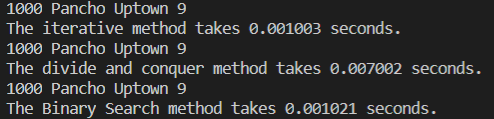 1000 Pancho Uptown 9
The iterative method takes 0.001003 seconds.
1000 Pancho Uptown 9
The divide and conquer method takes 0.007002 seconds.
1000 Pancho Uptown 9
The Binary Search method takes 0.001021 seconds.